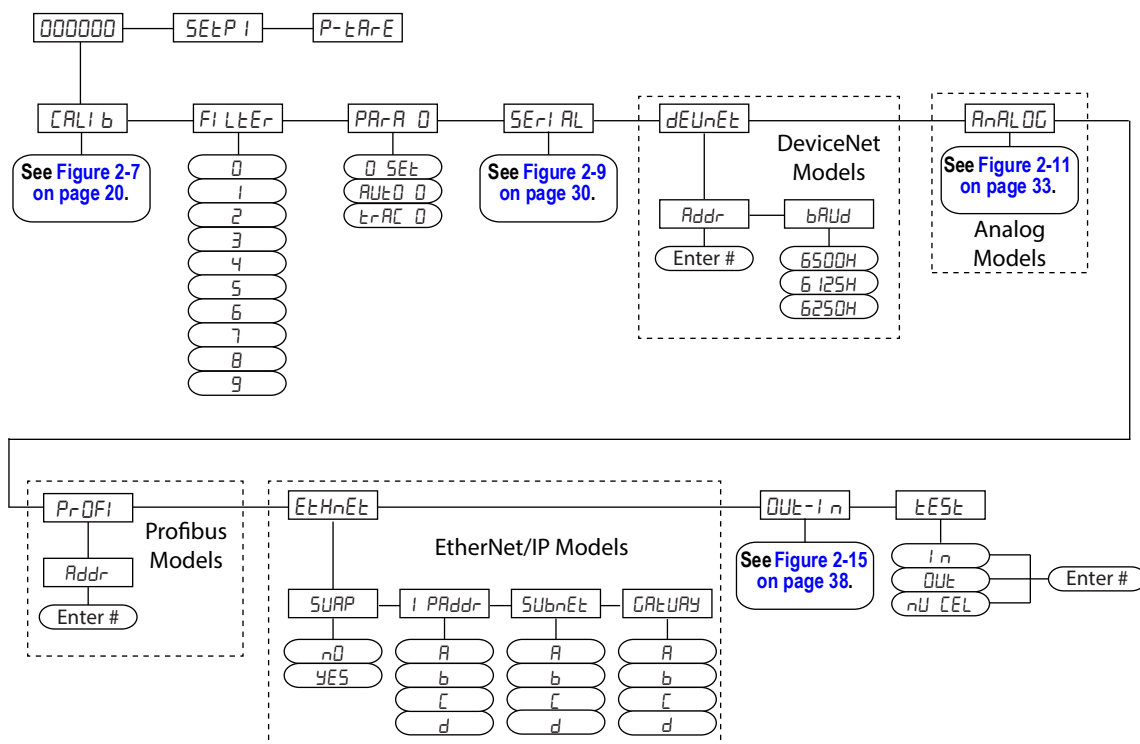 000000 SEtP1 P-tArE
CALIb FILtEr PArA 0 SErIAL dEUnEt AnALOG
See Figure 2-7
on page 20.
0
1
2
3
4
5
6
7
8
9
0 SEt
AUtO 0
trAC 0
See Figure 2-9
on page 30.
DeviceNet
Models
Addr bAUd
Enter #
6500H
6125H
6250H
See Figure 2-11
on page 33.
Analog
Models
PrOFI
Profibus
Models
Addr
Enter #
EtHnEt
EtherNet/IP Models
SUAP IPAddr SUbnEt GAtUAY
nO
YES
A
b
C
d
A
b
C
d
A
b
C
d
OUt-In
See Figure 2-15
on page 38.
tESt
In
OUt
nU CEL
Enter #